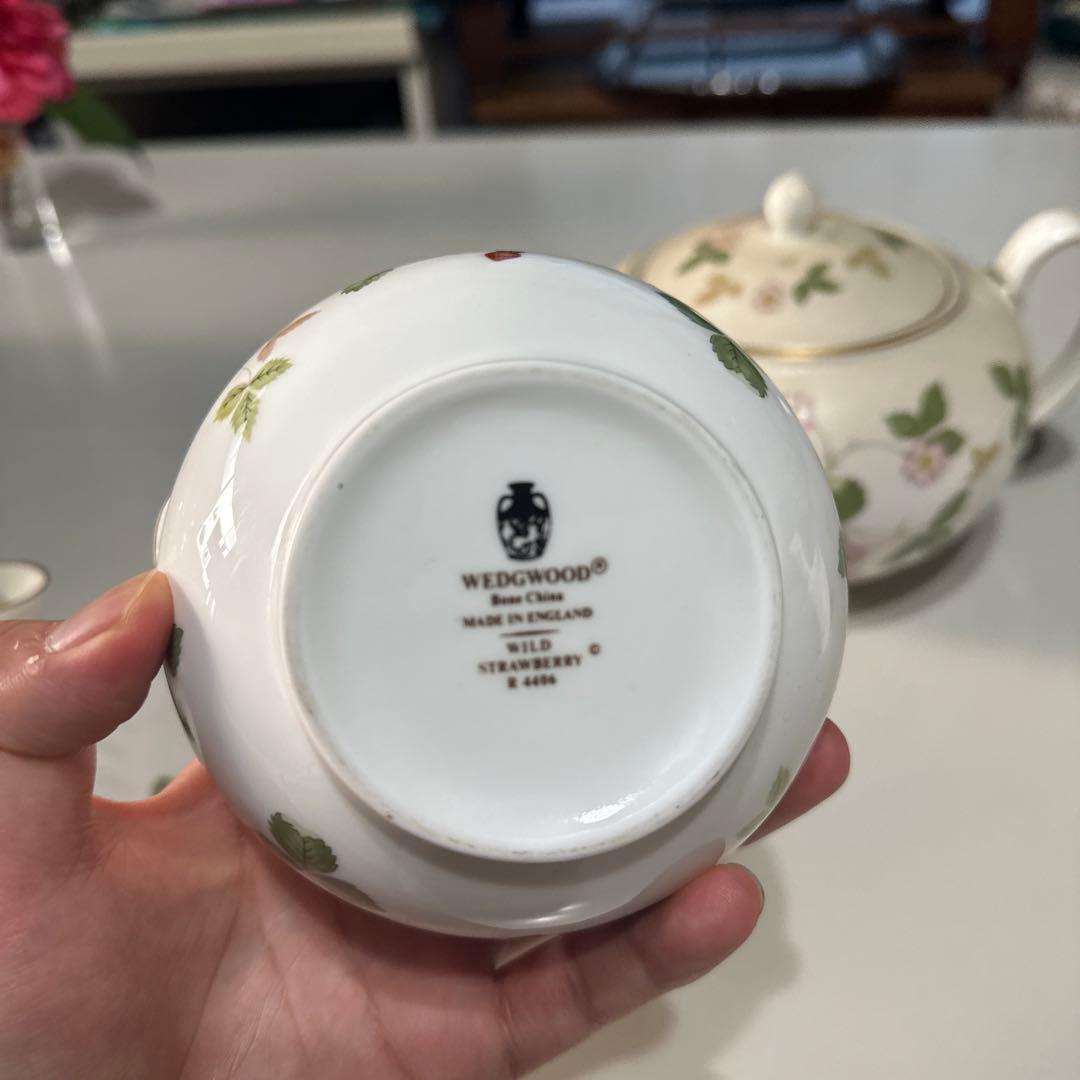 WEDGWOOD®
Bone China
MADE IN ENGLAND
WILD
STRAWBERRY ©
R 4406